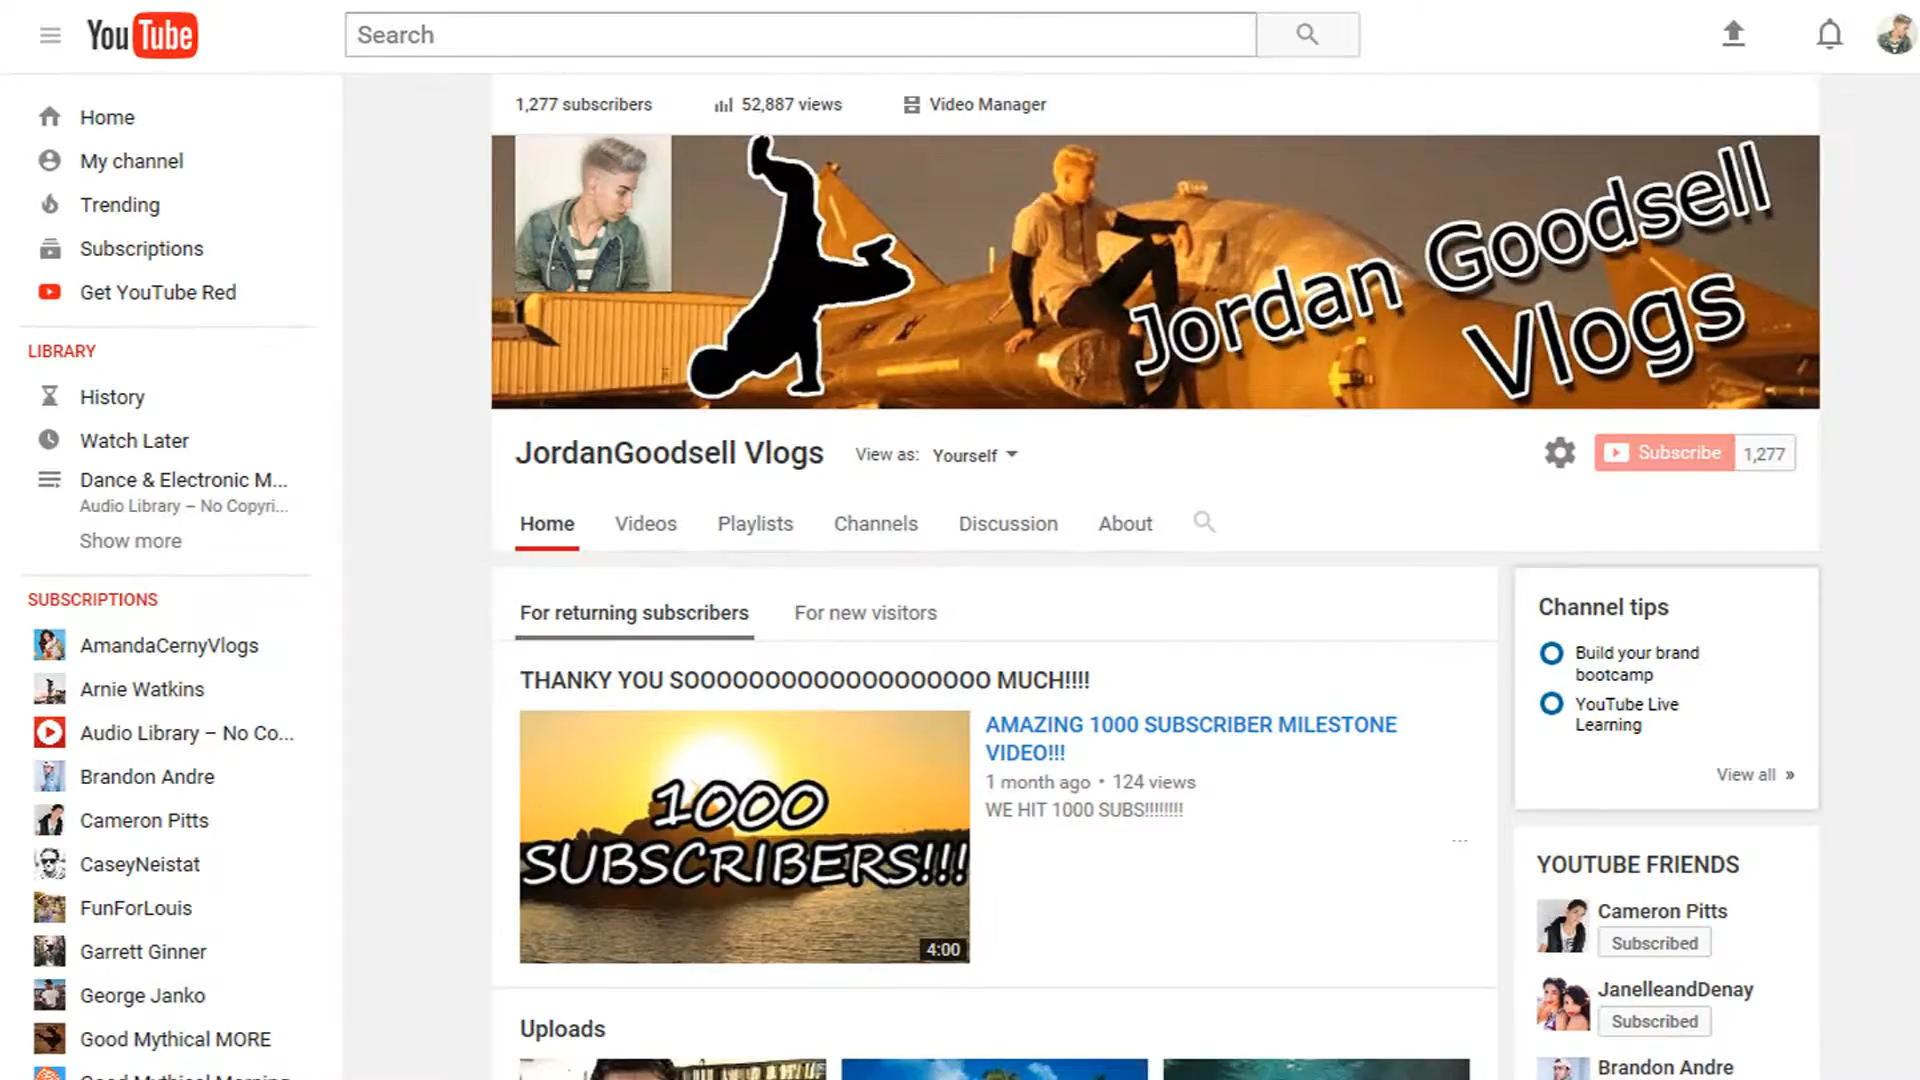 YouTube
Search
Home
My channel
Trending
Subscriptions
Get YouTube Red
LIBRARY
History
Watch Later
Dance & Electronic M...
Audio Library – No Copyri...
Show more
SUBSCRIPTIONS
AmandaCernyVlogs
Arnie Watkins
Audio Library – No Co...
Brandon Andre
Cameron Pitts
CaseyNeistat
FunForLouis
Garrett Ginner
George Janko
Good Mythical MORE
Good Mythical Morning
1,277 subscribers
52,887 views
Video Manager
Jordan Goodsell
Vlogs
JordanGoodsell Vlogs
View as: Yourself
Subscribe 1,277
Home Videos Playlists Channels Discussion About
For returning subscribers For new visitors
THANKY YOU SOOOOOOOOOOOOOOOOOOO MUCH!!!!
1000
SUBSCRIBERS!!!
4:00
AMAZING 1000 SUBSCRIBER MILESTONE
VIDEO!!!
1 month ago • 124 views
WE HIT 1000 SUBS!!!!!!!!
Uploads
Channel tips
Build your brand
bootcamp
YouTube Live
Learning
View all »
YOUTUBE FRIENDS
Cameron Pitts
Subscribed
JanelleandDenay
Subscribed
Brandon Andre